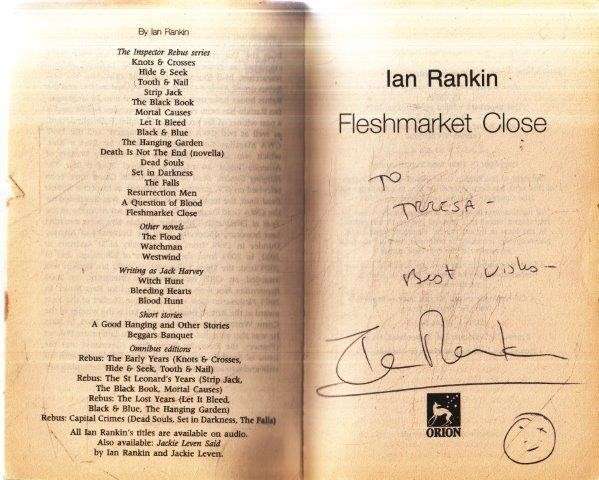 By Ian Rankin
The Inspector Rebus series
Knots & Crosses
Hide & Seek
Tooth & Nail
Strip Jack
The Black Book
Mortal Causes
Let It Bleed
Black & Blue
The Hanging Garden
Death Is Not The End (novella)
Dead Souls
Set in Darkness
The Falls
Resurrection Men
A Question of Blood
Fleshmarket Close
Other novels
The Flood
Watchman
Westwind
Writing as Jack Harvey
Witch Hunt
Bleeding Hearts
Blood Hunt
Short stories
A Good Hanging and Other Stories
Beggars Banquet
Omnibus editions
Rebus: The Early Years (Knots & Crosses,
Hide & Seek, Tooth & Nail)
Rebus: The St Leonard's Years (Strip Jack,
The Black Book, Mortal Causes)
Rebus: The Lost Years (Let It Bleed,
Black & Blue, The Hanging Garden)
Rebus: Capital Crimes (Dead Souls, Set in Darkness, The Falls)
All Ian Rankin's titles are available on audio.
Also available: Jackie Leven Said
by Ian Rankin and Jackie Leven.
Ian Rankin
Fleshmarket Close
TO
TERESA -
Best Wishes -
Ian Rankin
ORION